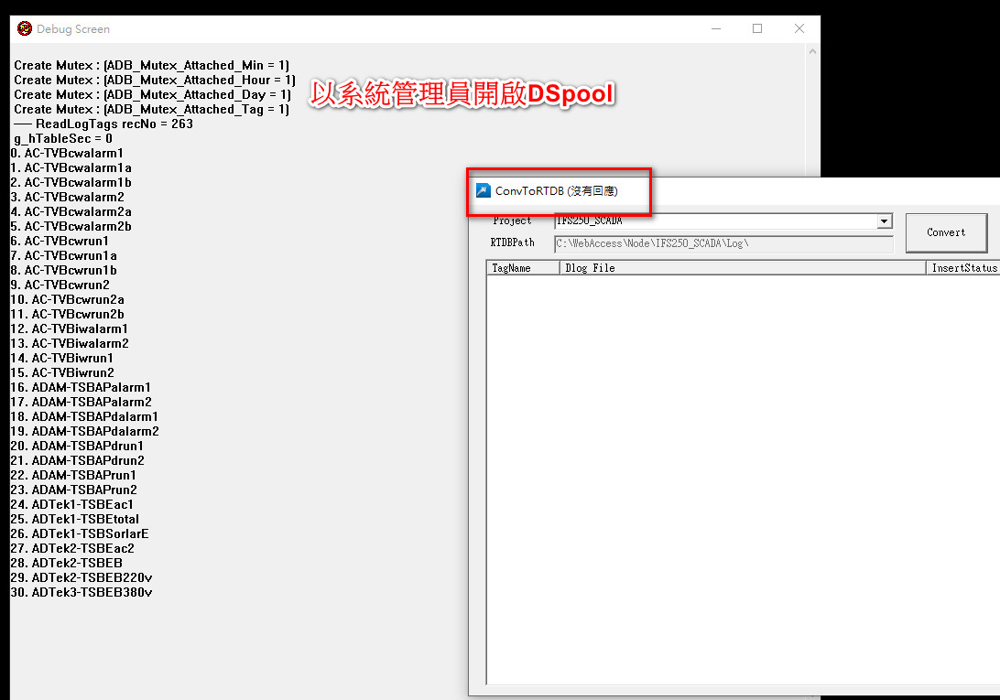 Debug Screen
Create Mutex : (ADB_Mutex_Attached_Min = 1)
Create Mutex : (ADB_Mutex_Attached_Hour = 1)
Create Mutex : (ADB_Mutex_Attached_Day = 1)
Create Mutex : (ADB_Mutex_Attached_Tag = 1)
以系統管理員開啟DSpool
── ReadLogTags recNo = 263
g_hTableSec = 0
0. AC-TVBcwalarm1
1. AC-TVBcwalarm1a
2. AC-TVBcwalarm1b
3. AC-TVBcwalarm2
4. AC-TVBcwalarm2a
5. AC-TVBcwalarm2b
6. AC-TVBcwrun1
7. AC-TVBcwrun1a
8. AC-TVBcwrun1b
9. AC-TVBcwrun2
10. AC-TVBcwrun2a
11. AC-TVBcwrun2b
12. AC-TVBiwalarm1
13. AC-TVBiwalarm2
14. AC-TVBiwrun1
15. AC-TVBiwrun2
16. ADAM-TSBAPalarm1
17. ADAM-TSBAPalarm2
18. ADAM-TSBAPdalarm1
19. ADAM-TSBAPdalarm2
20. ADAM-TSBAPdrun1
21. ADAM-TSBAPdrun2
22. ADAM-TSBAPrun1
23. ADAM-TSBAPrun2
24. ADTek1-TSBEac1
25. ADTek1-TSBEtotal
26. ADTek1-TSBSorlarE
27. ADTek2-TSBEac2
28. ADTek2-TSBEB
29. ADTek2-TSBEB220v
30. ADTek3-TSBEB380v
ConvToRTDB (沒有回應)
Project IFS250_SCADA
Convert
RTDBPath C:\WebAccess\Node\IFS250_SCADA\Log\
TagName Dlog File InsertStatus